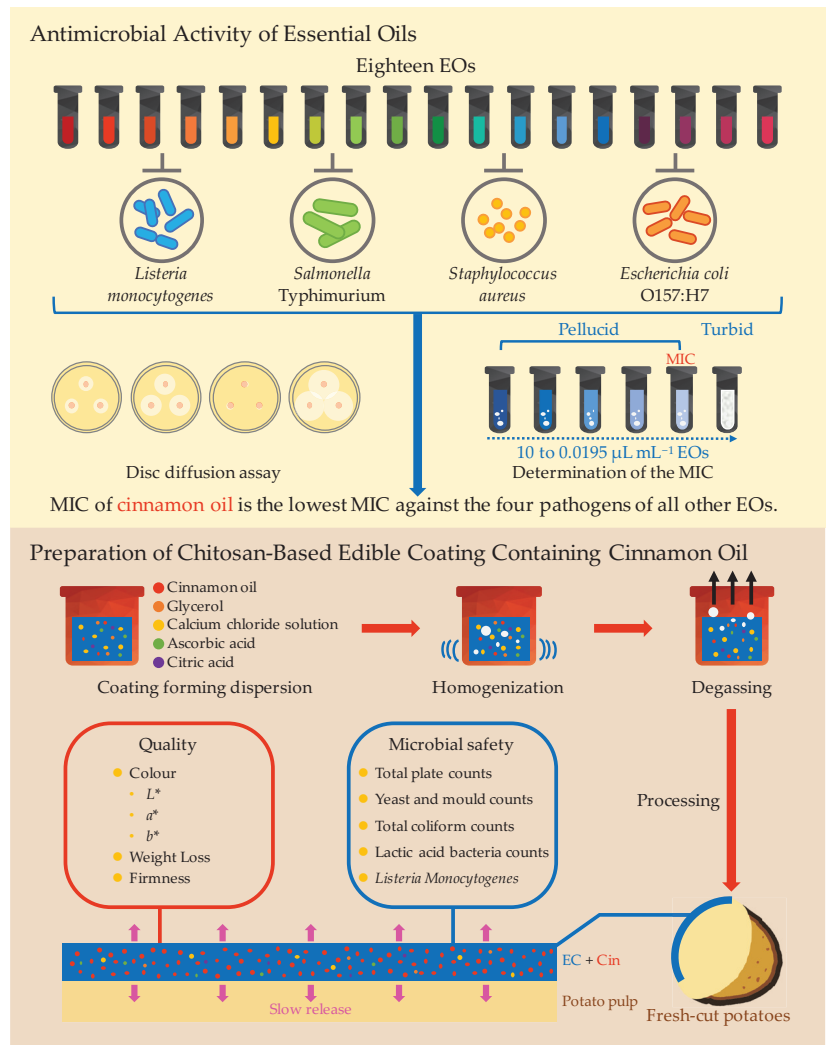 Antimicrobial Activity of Essential Oils
Eighteen EOs
Listeria
monocytogenes
Salmonella
Typhimurium
Staphylococcus
aureus
Escherichia coli
O157:H7
Pellucid
Turbid
MIC
10 to 0.0195 µL mL⁻¹ EOs
Disc diffusion assay
Determination of the MIC
MIC of cinnamon oil is the lowest MIC against the four pathogens of all other EOs.
Preparation of Chitosan-Based Edible Coating Containing Cinnamon Oil
Cinnamon oil
Glycerol
Calcium chloride solution
Ascorbic acid
Citric acid
Coating forming dispersion
Homogenization
Degassing
Quality
Colour
L*
a*
b*
Weight Loss
Firmness
Microbial safety
Total plate counts
Yeast and mould counts
Total coliform counts
Lactic acid bacteria counts
Listeria Monocytogenes
Processing
EC + Cin
Potato pulp
Slow release
Fresh-cut potatoes